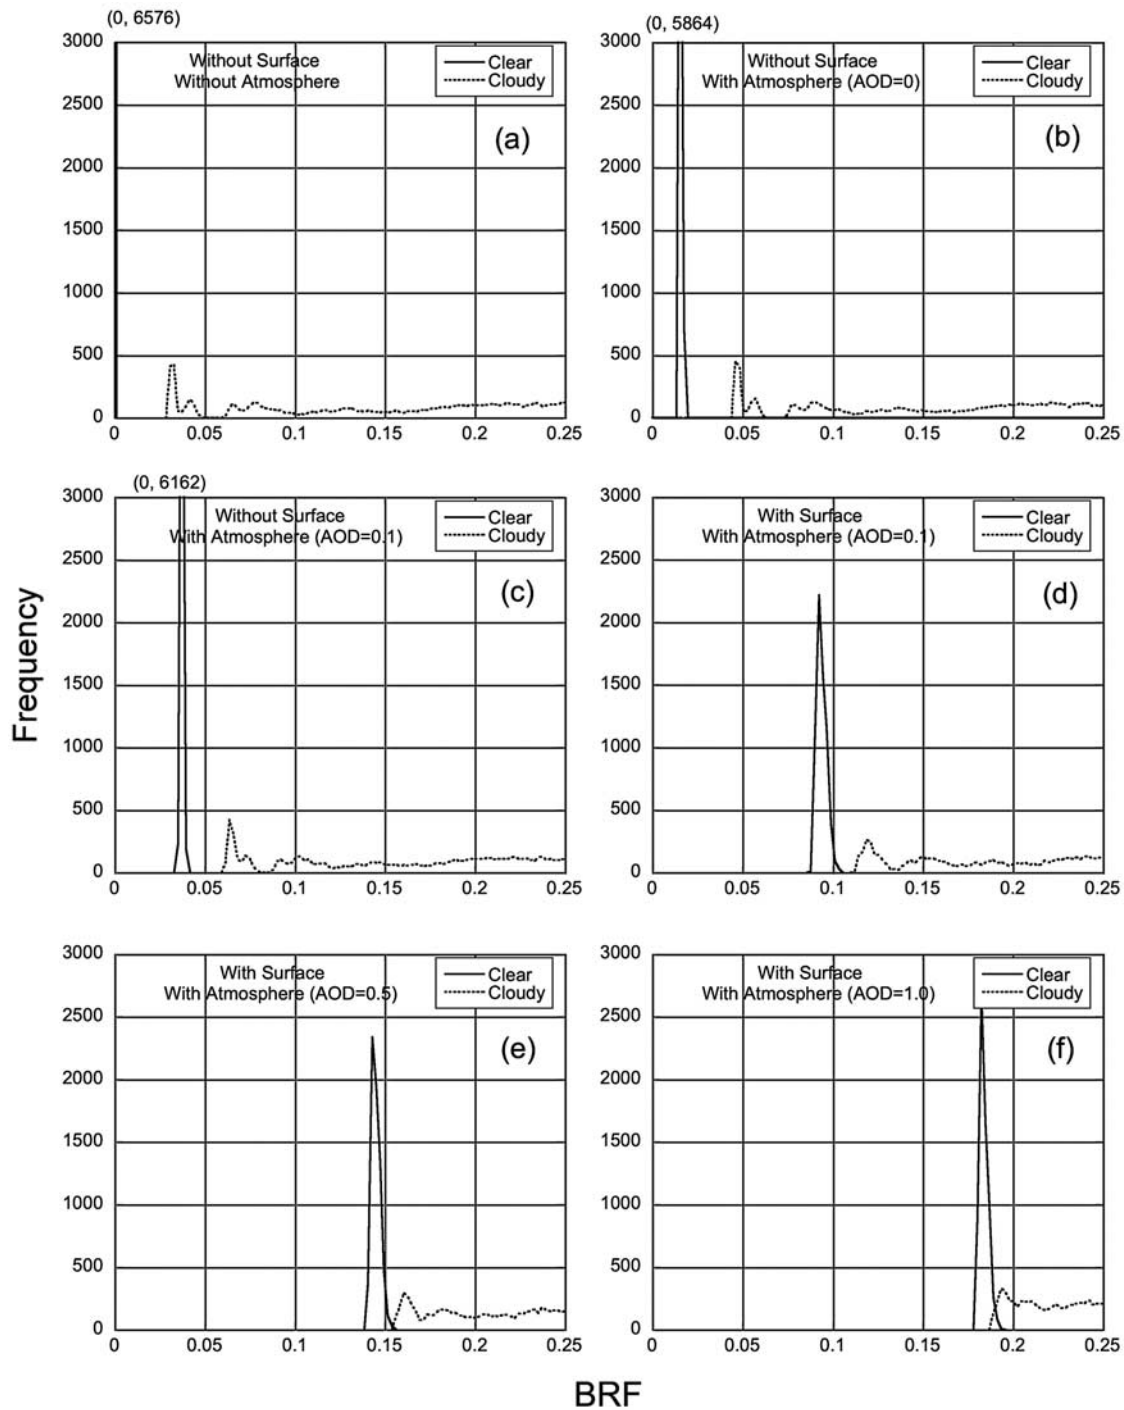 (0, 6576)
3000
2500
2000
1500
1000
500
0
Without Surface
Without Atmosphere
Clear
Cloudy
(a)
0 0.05 0.1 0.15 0.2 0.25
(0, 5864)
3000
2500
2000
1500
1000
500
0
Without Surface
With Atmosphere (AOD=0)
Clear
Cloudy
(b)
0 0.05 0.1 0.15 0.2 0.25
(0, 6162)
3000
2500
2000
1500
1000
500
0
Without Surface
With Atmosphere (AOD=0.1)
Clear
Cloudy
(c)
0 0.05 0.1 0.15 0.2 0.25
3000
2500
2000
1500
1000
500
0
With Surface
With Atmosphere (AOD=0.1)
Clear
Cloudy
(d)
0 0.05 0.1 0.15 0.2 0.25
Frequency
3000
2500
2000
1500
1000
500
0
With Surface
With Atmosphere (AOD=0.5)
Clear
Cloudy
(e)
0 0.05 0.1 0.15 0.2 0.25
3000
2500
2000
1500
1000
500
0
With Surface
With Atmosphere (AOD=1.0)
Clear
Cloudy
(f)
0 0.05 0.1 0.15 0.2 0.25
BRF